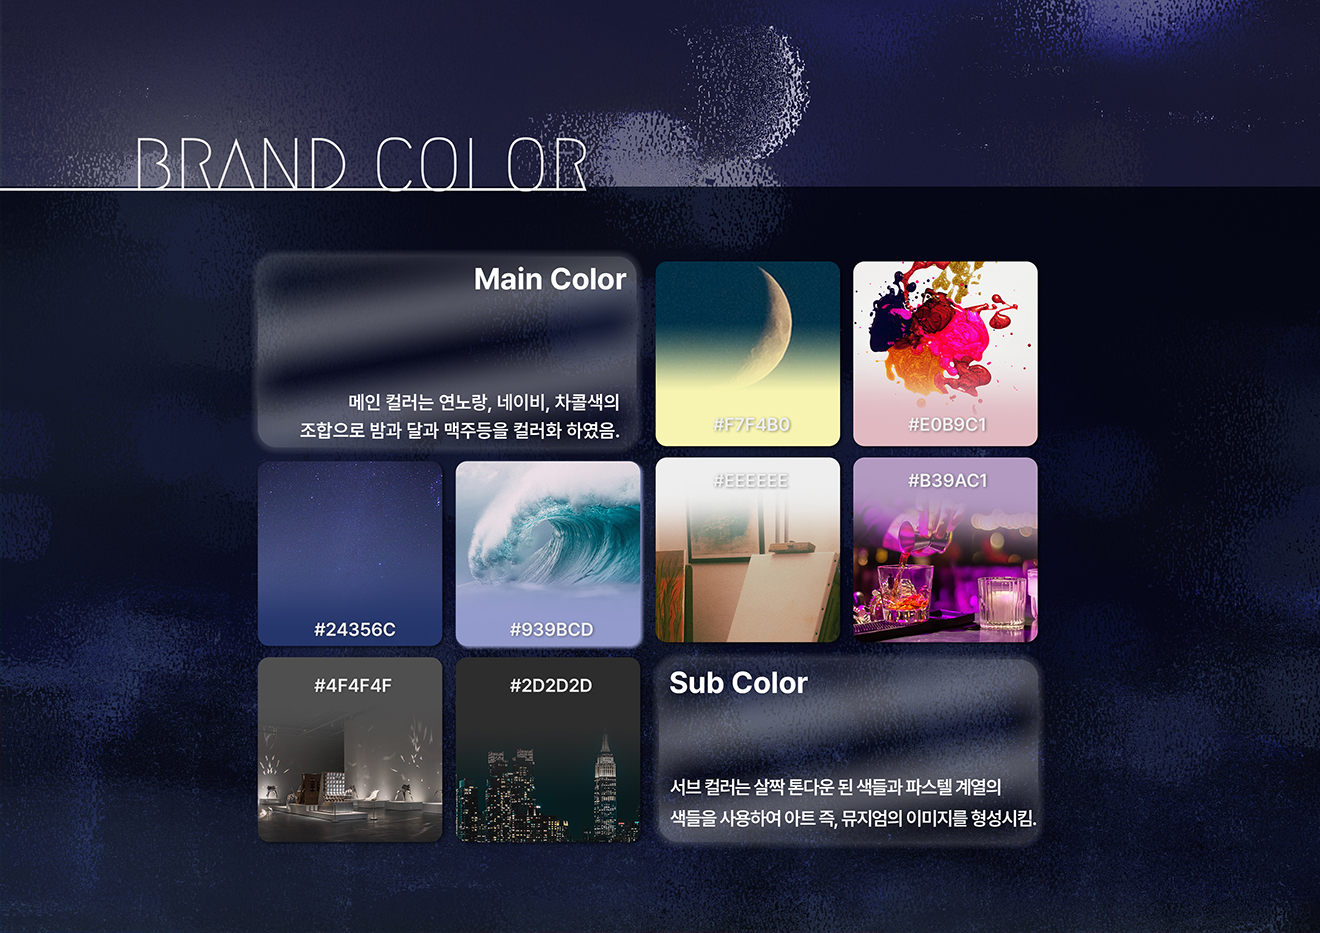 BRAND COLOR
Main Color
메인 컬러는 연노랑, 네이비, 차콜색의
조합으로 밤과 달과 맥주등을 컬러화 하였음.
#F7F4B0
#E0B9C1
#EEEEEE
#B39AC1
#24356C
#939BCD
#4F4F4F
#2D2D2D
Sub Color
서브 컬러는 살짝 톤다운 된 색들과 파스텔 계열의
색들을 사용하여 아트 즉, 뮤지엄의 이미지를 형성시킴.